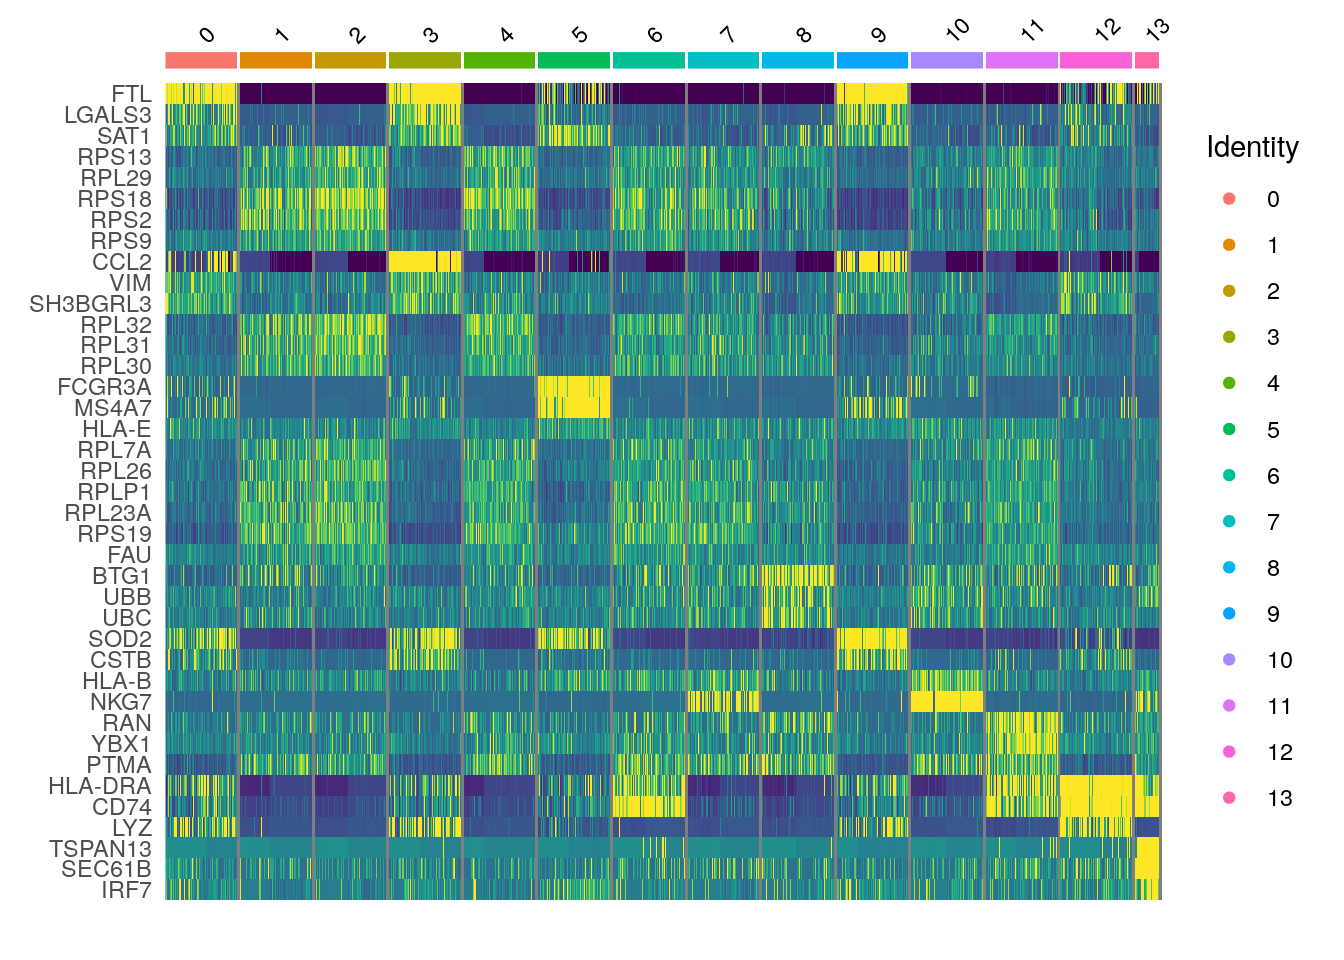 0 1 2 3 4 5 6 7 8 9 10 11 12 13
FTL
LGALS3
SAT1
RPS13
RPL29
RPS18
RPS2
RPS9
CCL2
VIM
SH3BGRL3
RPL32
RPL31
RPL30
FCGR3A
MS4A7
HLA-E
RPL7A
RPL26
RPLP1
RPL23A
RPS19
FAU
BTG1
UBB
UBC
SOD2
CSTB
HLA-B
NKG7
RAN
YBX1
PTMA
HLA-DRA
CD74
LYZ
TSPAN13
SEC61B
IRF7
Identity
0
1
2
3
4
5
6
7
8
9
10
11
12
13